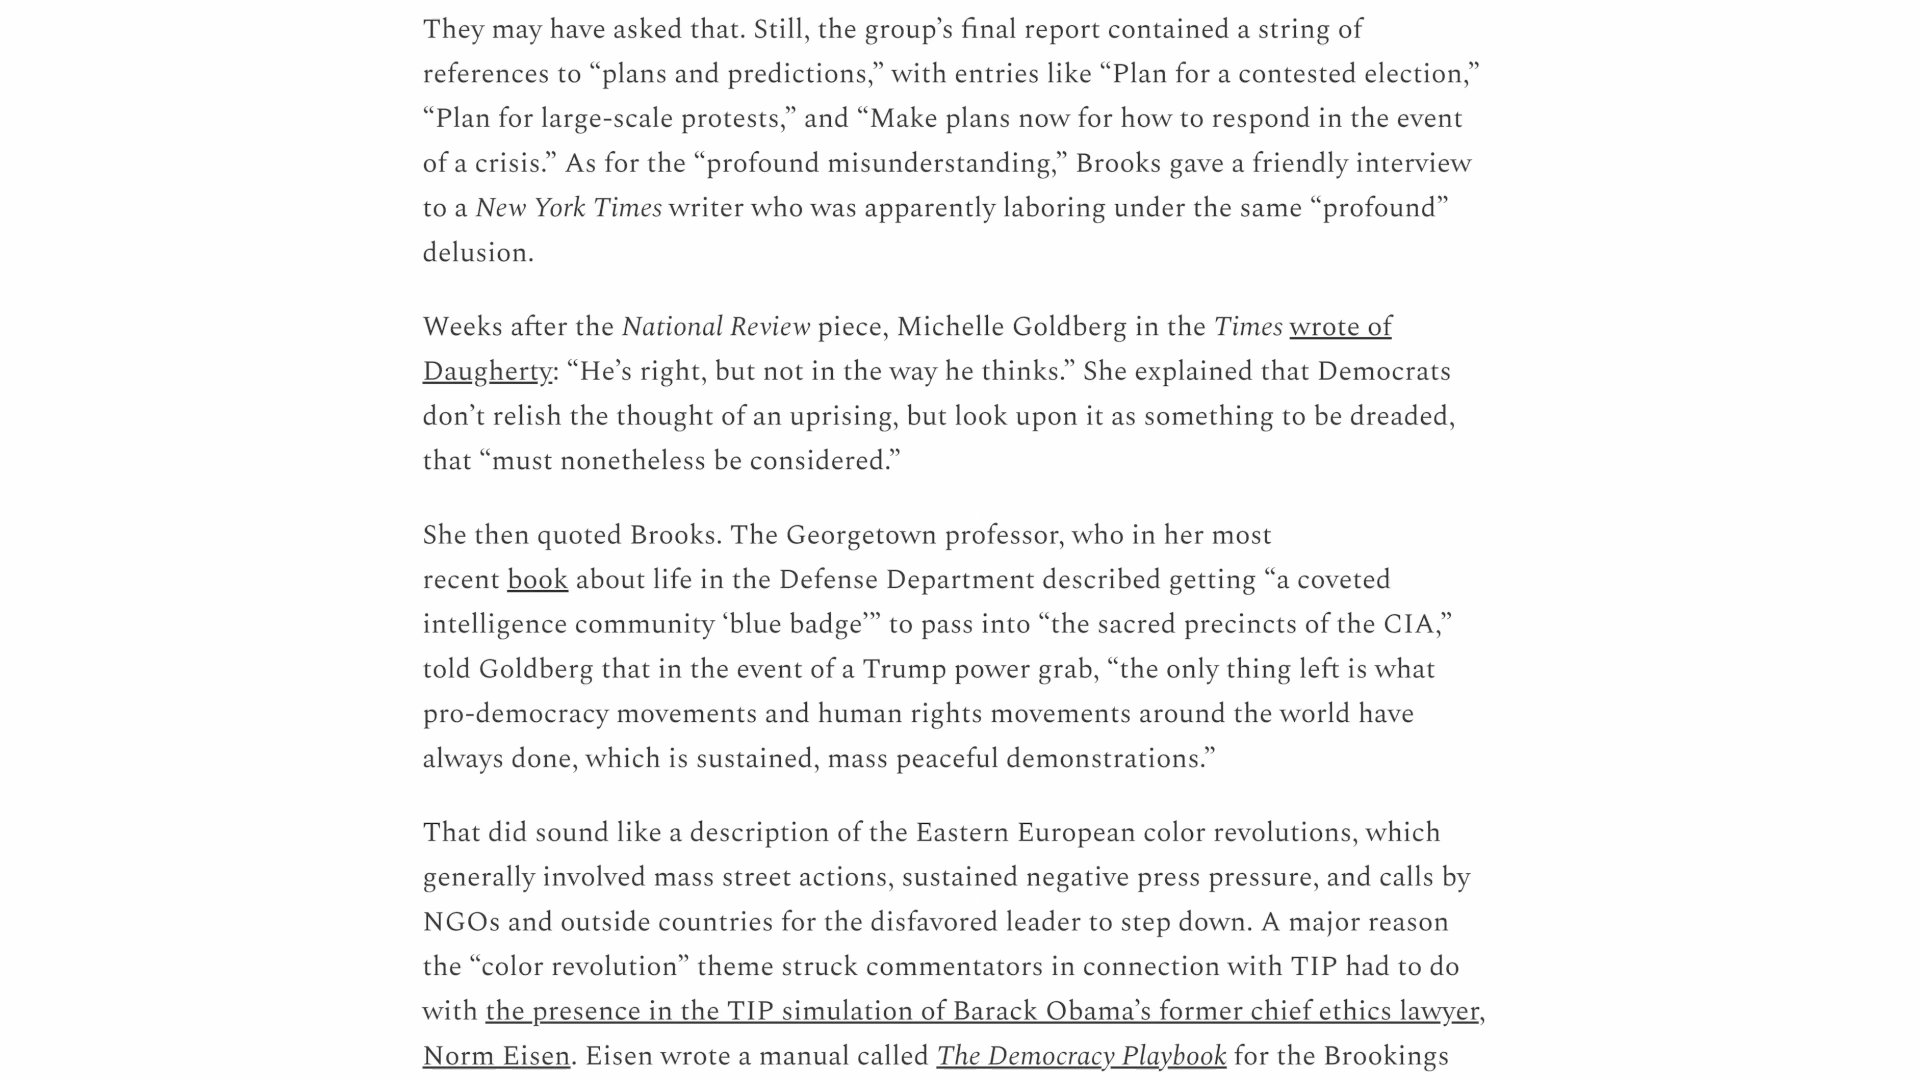 They may have asked that. Still, the group’s final report contained a string of
references to “plans and predictions,” with entries like “Plan for a contested election,”
“Plan for large-scale protests,” and “Make plans now for how to respond in the event
of a crisis.” As for the “profound misunderstanding,” Brooks gave a friendly interview
to a New York Times writer who was apparently laboring under the same “profound”
delusion.
Weeks after the National Review piece, Michelle Goldberg in the Times wrote of
Daugherty: “He’s right, but not in the way he thinks.” She explained that Democrats
don’t relish the thought of an uprising, but look upon it as something to be dreaded,
that “must nonetheless be considered.”
She then quoted Brooks. The Georgetown professor, who in her most
recent book about life in the Defense Department described getting “a coveted
intelligence community ‘blue badge’” to pass into “the sacred precincts of the CIA,”
told Goldberg that in the event of a Trump power grab, “the only thing left is what
pro-democracy movements and human rights movements around the world have
always done, which is sustained, mass peaceful demonstrations.”
That did sound like a description of the Eastern European color revolutions, which
generally involved mass street actions, sustained negative press pressure, and calls by
NGOs and outside countries for the disfavored leader to step down. A major reason
the “color revolution” theme struck commentators in connection with TIP had to do
with the presence in the TIP simulation of Barack Obama’s former chief ethics lawyer,
Norm Eisen. Eisen wrote a manual called The Democracy Playbook for the Brookings